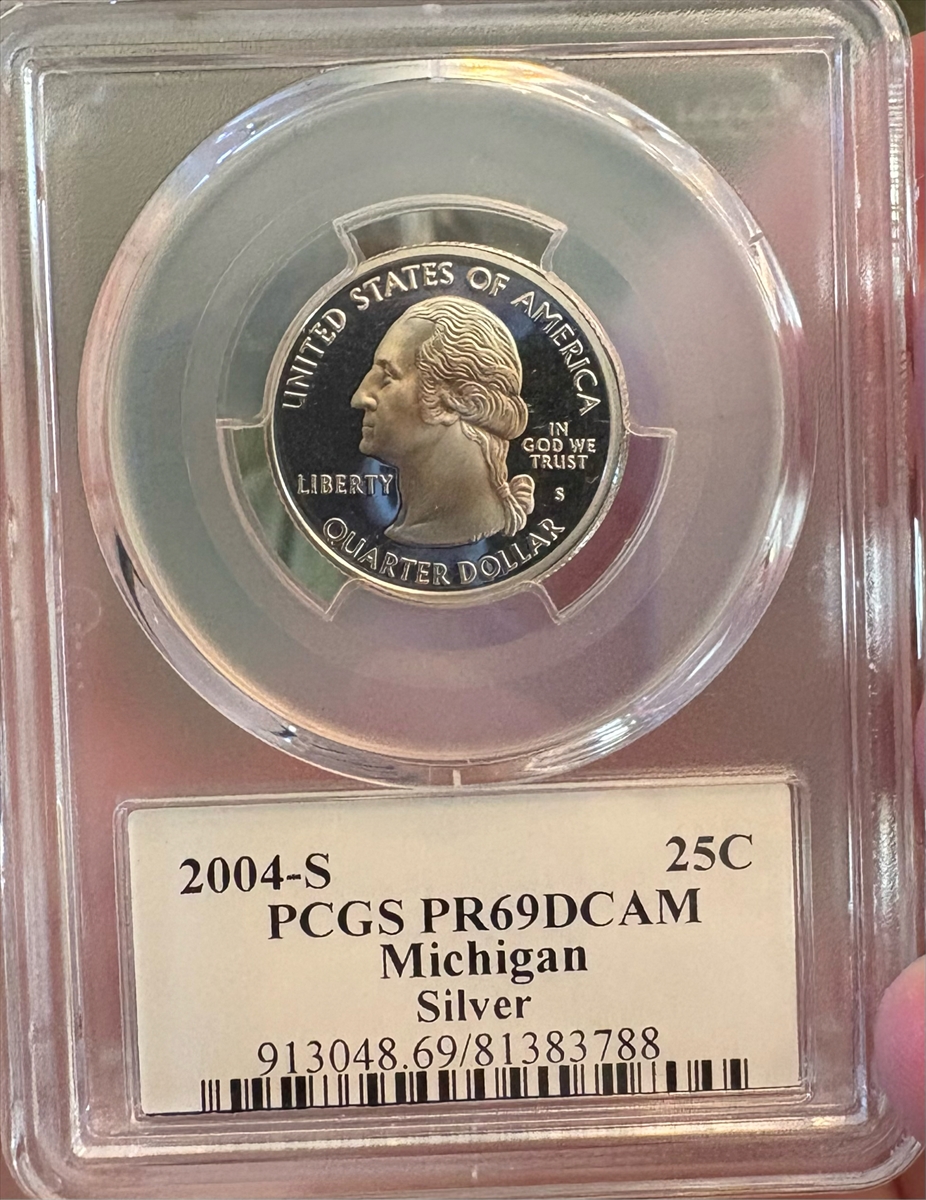 UNITED STATES OF AMERICA
IN
GOD WE
TRUST
LIBERTY
S
QUARTER DOLLAR
2004-S 25C
PCGS PR69DCAM
Michigan
Silver
913048.69/81383788